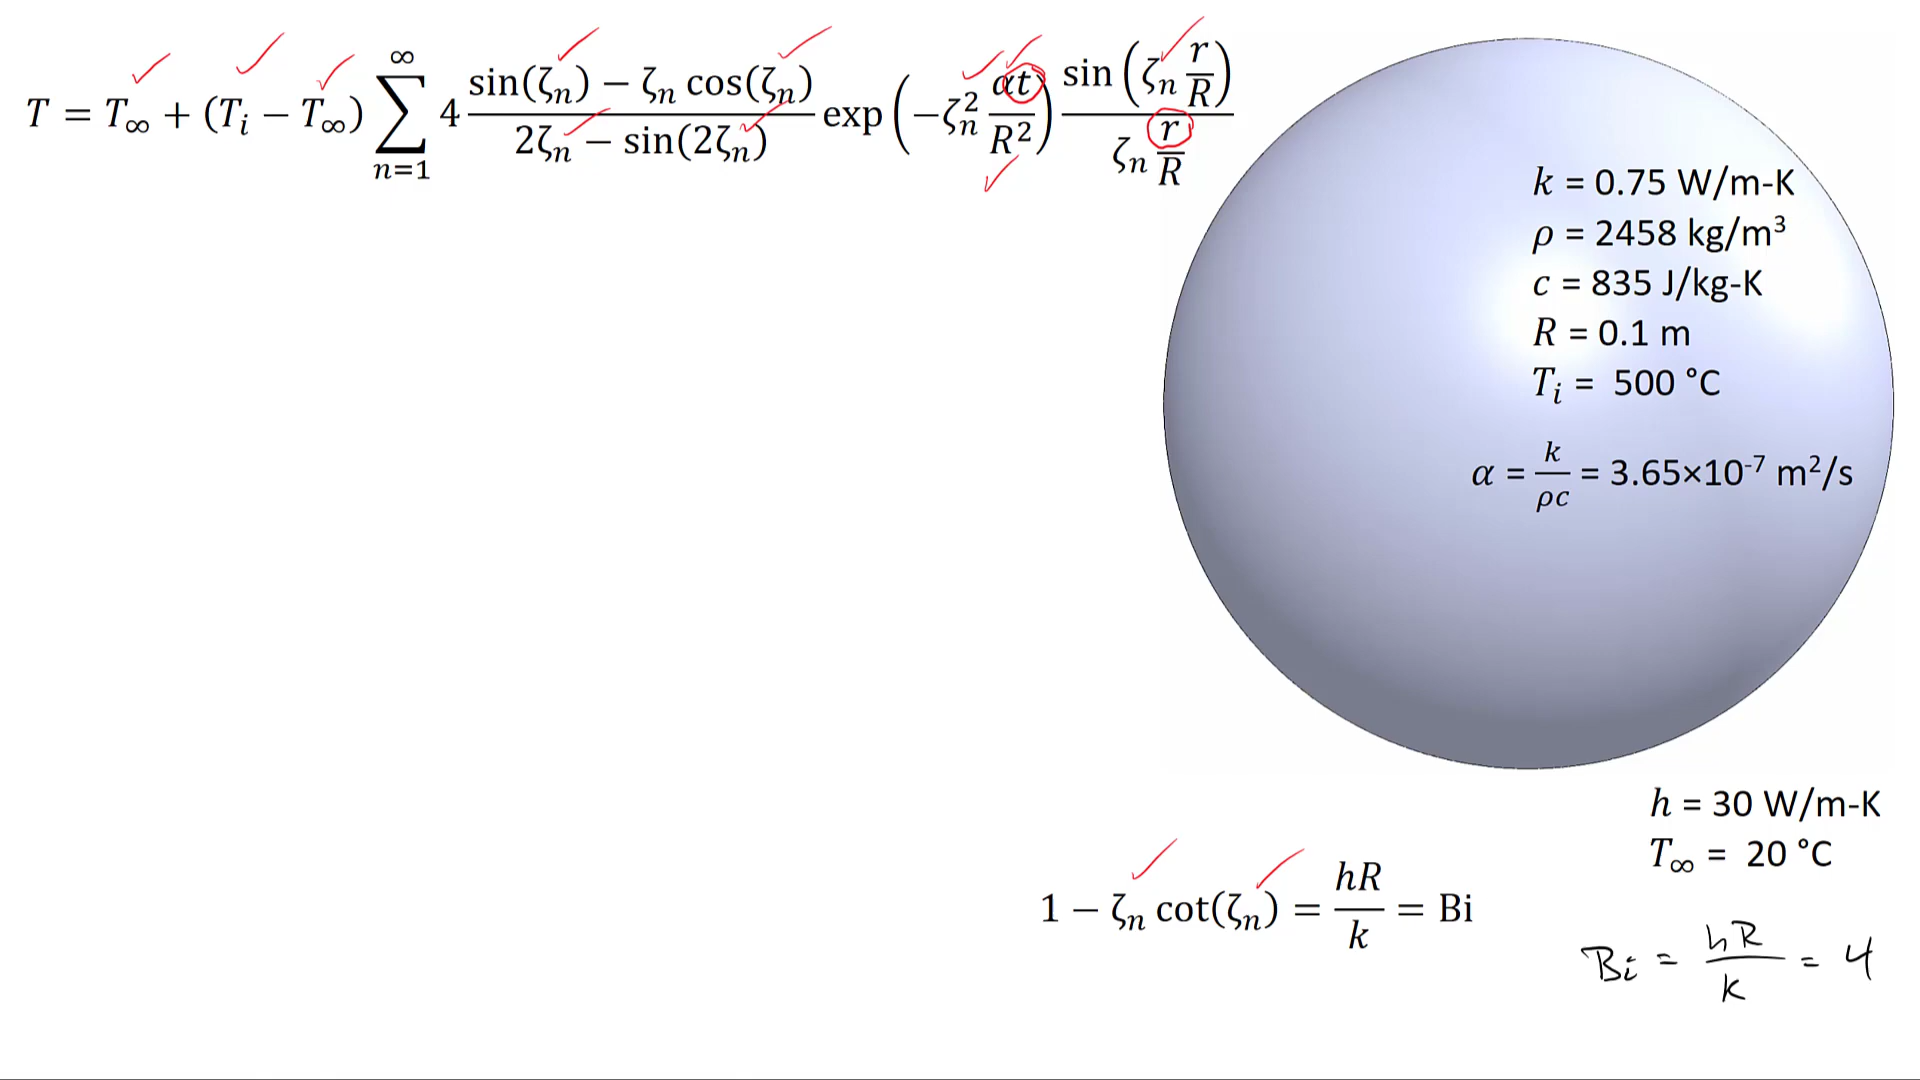 T = T∞ + (Tᵢ − T∞) ∑_{n=1}^{∞} 4 (sin(ζₙ) − ζₙ cos(ζₙ))/(2ζₙ − sin(2ζₙ)) exp(−ζₙ² αt/R²) sin(ζₙ r/R)/(ζₙ r/R)
k = 0.75 W/m-K
ρ = 2458 kg/m³
c = 835 J/kg-K
R = 0.1 m
Tᵢ = 500 °C
α = k/ρc = 3.65×10⁻⁷ m²/s
h = 30 W/m-K
T∞ = 20 °C
1 − ζₙ cot(ζₙ) = hR/k = Bi
Bi = hR/k = 4